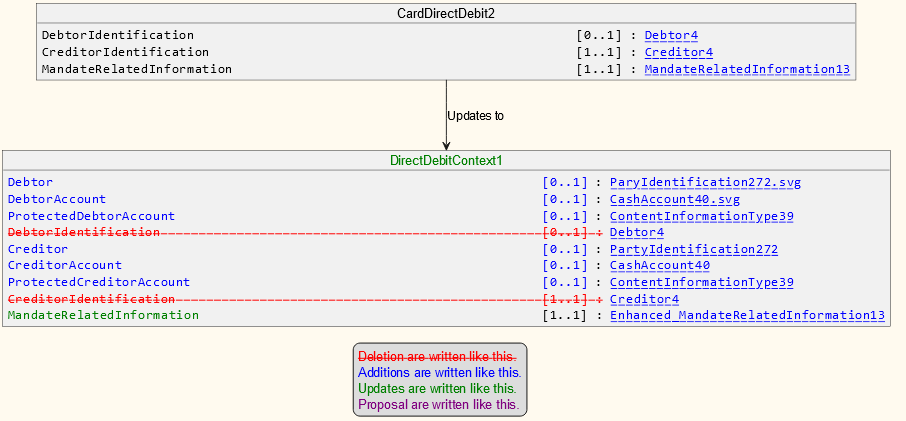 CardDirectDebit2
DebtorIdentification [0..1] : Debtor4
CreditorIdentification [1..1] : Creditor4
MandateRelatedInformation [1..1] : MandateRelatedInformation13
Updates to
DirectDebitContext1
Debtor [0..1] : ParyIdentification272.svg
DebtorAccount [0..1] : CashAccount40.svg
ProtectedDebtorAccount [0..1] : ContentInformationType39
DebtorIdentification [0..1] : Debtor4
Creditor [0..1] : PartyIdentification272
CreditorAccount [0..1] : CashAccount40
ProtectedCreditorAccount [0..1] : ContentInformationType39
CreditorIdentification [1..1] : Creditor4
MandateRelatedInformation [1..1] : Enhanced MandateRelatedInformation13
Deletion are written like this.
Additions are written like this.
Updates are written like this.
Proposal are written like this.